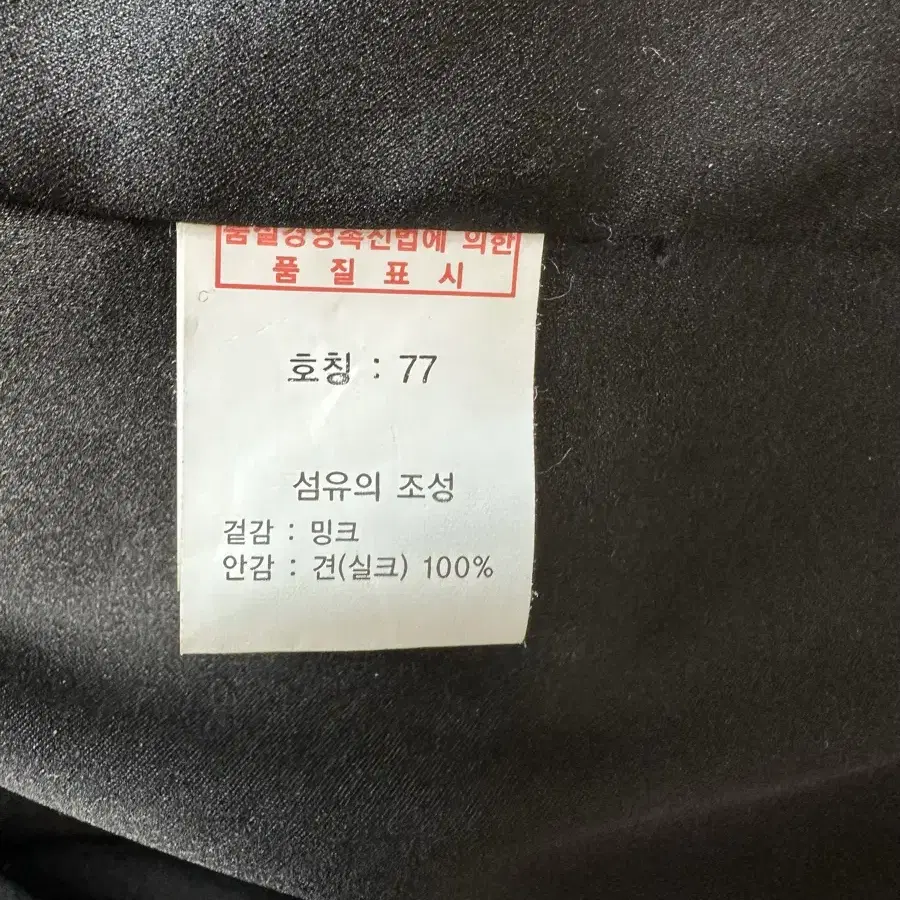 품질경영촉진법에 의한
품 질 표 시
호칭 : 77
섬유의 조성
겉감 : 밍크
안감 : 견(실크) 100%